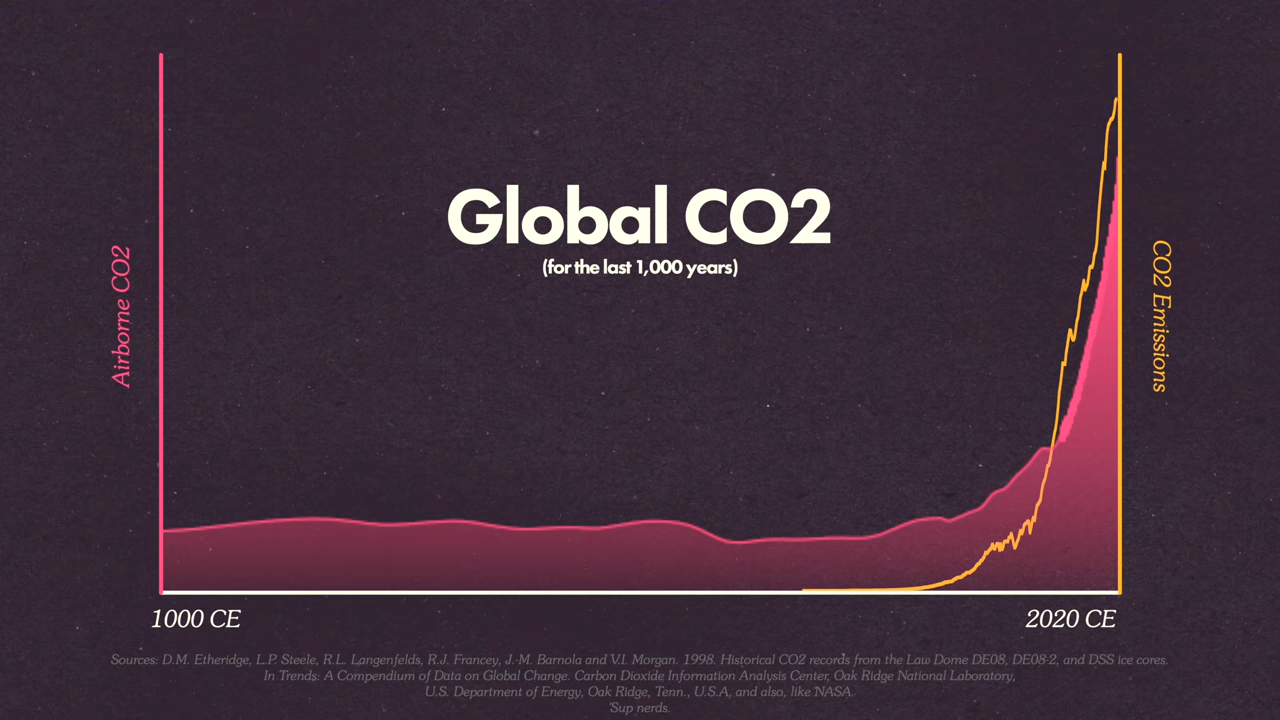 Global CO2
(for the last 1,000 years)
Airborne CO2
CO2 Emissions
1000 CE
2020 CE
Sources: D.M. Etheridge, L.P. Steele, R.L. Langenfelds, R.J. Francey, J.-M. Barnola and V.I. Morgan. 1998. Historical CO2 records from the Law Dome DE08, DE08-2, and DSS ice cores.
In Trends: A Compendium of Data on Global Change. Carbon Dioxide Information Analysis Center, Oak Ridge National Laboratory,
U.S. Department of Energy, Oak Ridge, Tenn., U.S.A, and also, like NASA.
'Sup nerds.